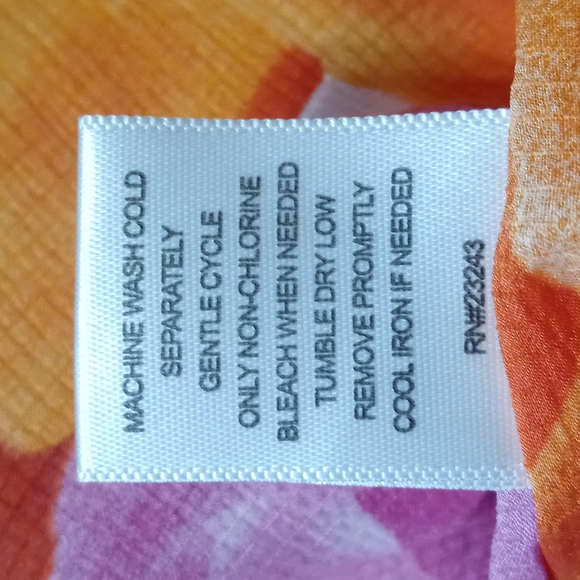 MACHINE WASH COLD
SEPARATELY
GENTLE CYCLE
ONLY NON-CHLORINE
BLEACH WHEN NEEDED
TUMBLE DRY LOW
REMOVE PROMPTLY
COOL IRON IF NEEDED
RN#23243